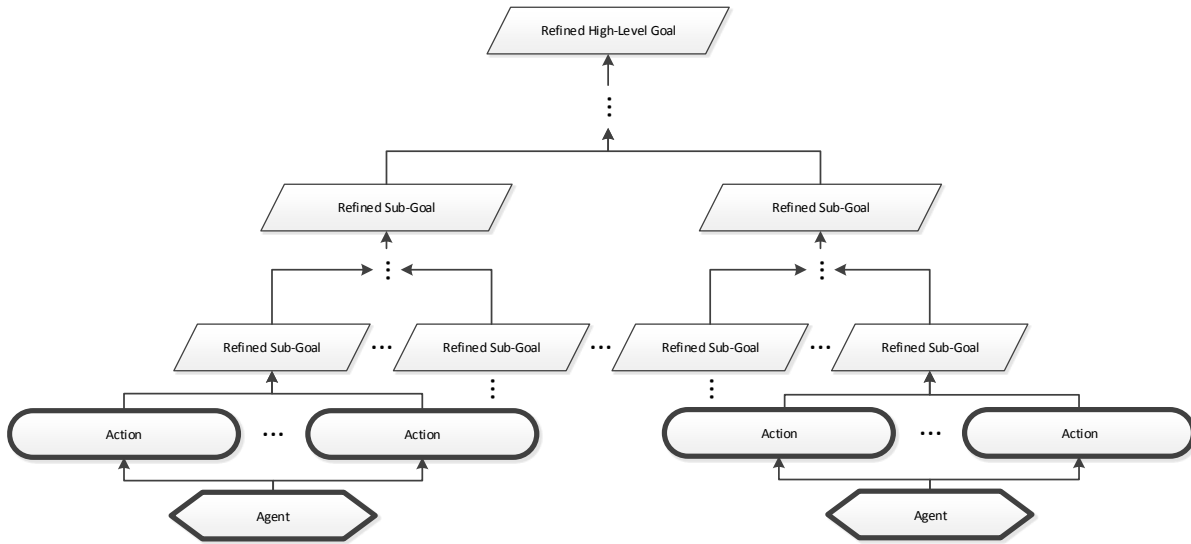 Refined High-Level Goal
Refined Sub-Goal
Refined Sub-Goal
Refined Sub-Goal
Refined Sub-Goal
Refined Sub-Goal
Refined Sub-Goal
Action
Action
Action
Action
Agent
Agent